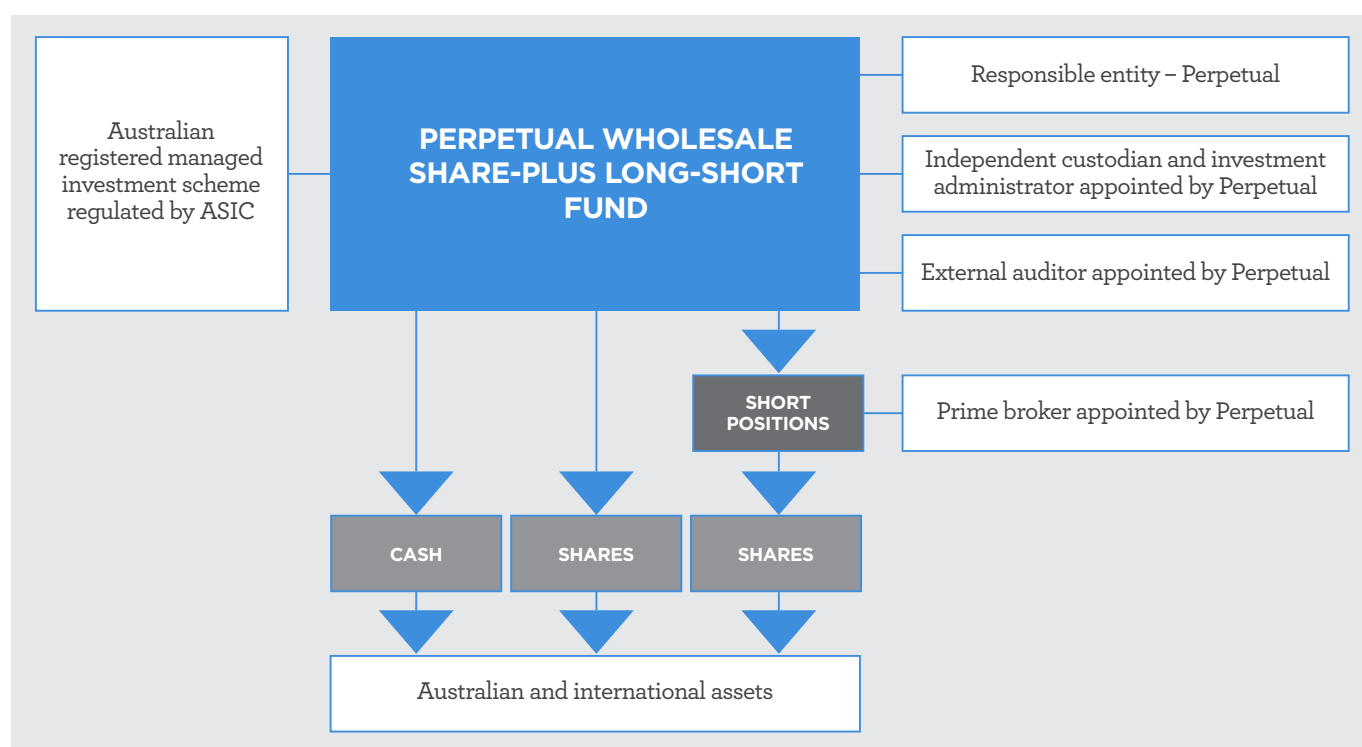 Australian
registered managed
investment scheme
regulated by ASIC
PERPETUAL WHOLESALE
SHARE-PLUS LONG-SHORT
FUND
Responsible entity – Perpetual
Independent custodian and investment
administrator appointed by Perpetual
External auditor appointed by Perpetual
SHORT
POSITIONS
Prime broker appointed by Perpetual
CASH
SHARES
SHARES
Australian and international assets